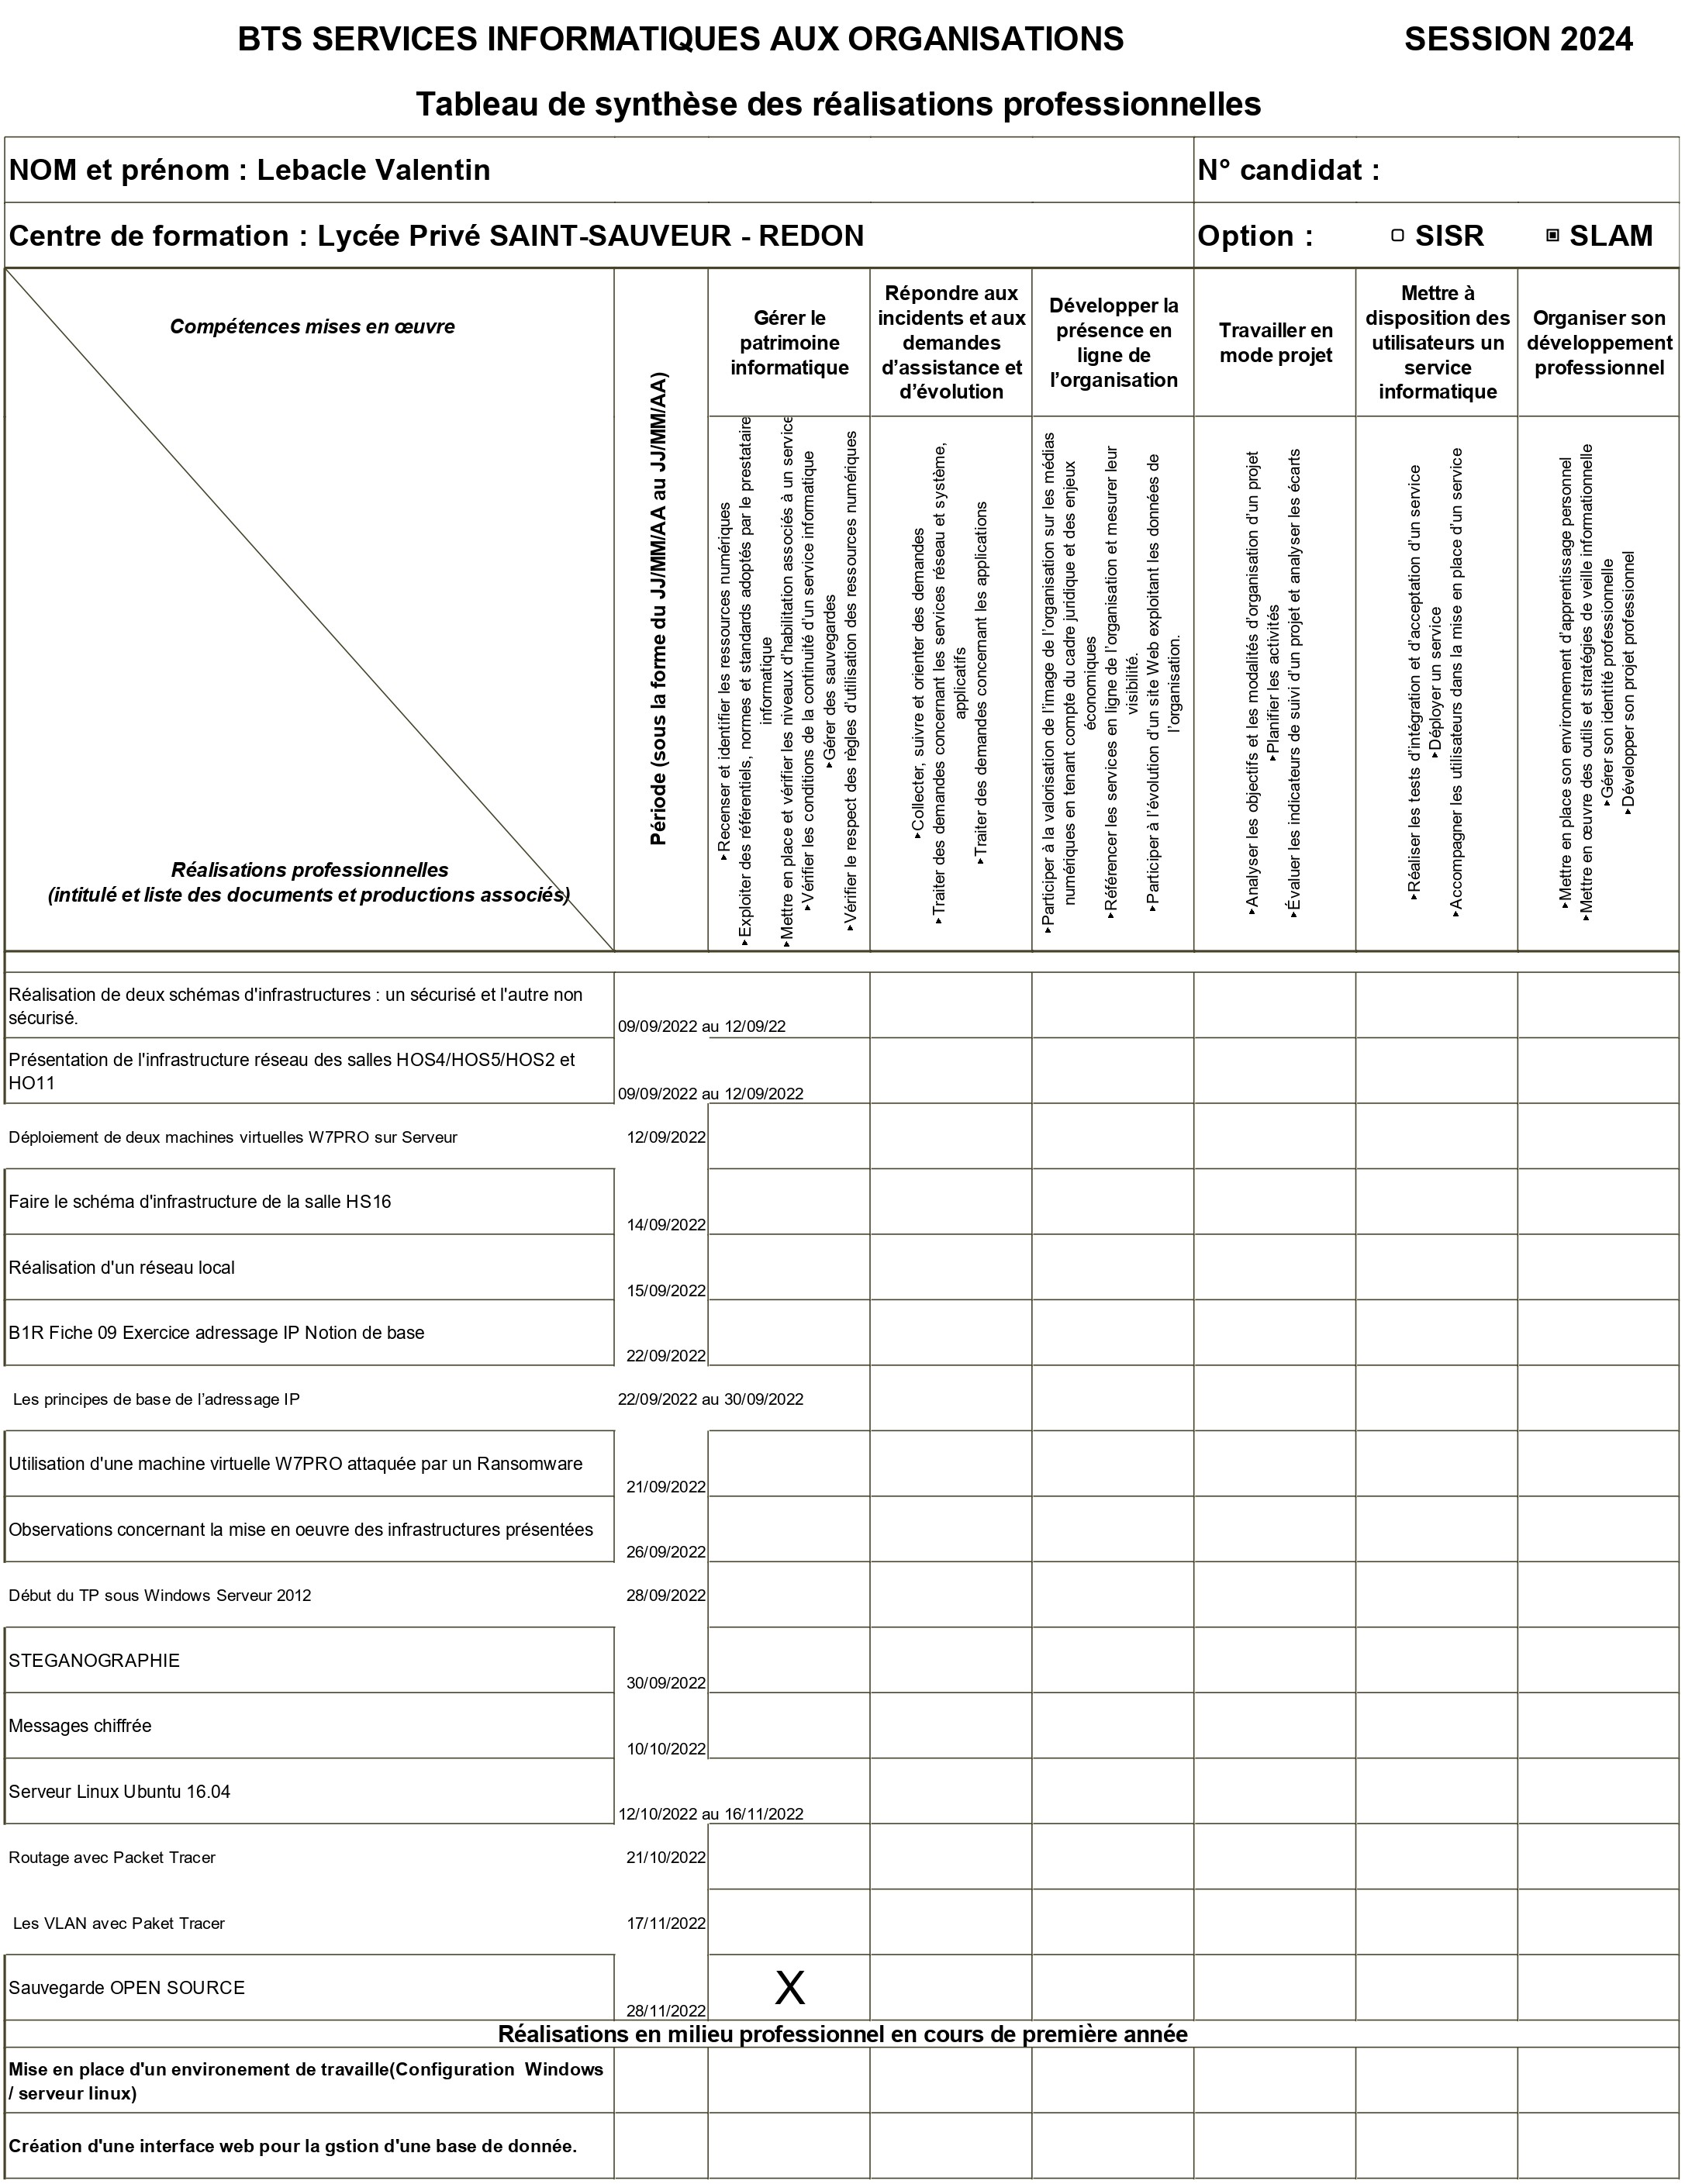 BTS SERVICES INFORMATIQUES AUX ORGANISATIONS SESSION 2024
Tableau de synthèse des réalisations professionnelles
NOM et prénom : Lebacle Valentin
N° candidat :
Centre de formation : Lycée Privé SAINT-SAUVEUR - REDON
Option : SISR SLAM
Compétences mises en œuvre
Réalisations professionnelles
(intitulé et liste des documents et productions associés)
Période (sous la forme du JJ/MM/AA au JJ/MM/AA)
Gérer le
patrimoine
informatique
Répondre aux
incidents et aux
demandes
d’assistance et
d’évolution
Développer la
présence en
ligne de
l’organisation
Travailler en
mode projet
Mettre à
disposition des
utilisateurs un
service
informatique
Organiser son
développement
professionnel
▸Recenser et identifier les ressources numériques
▸Exploiter des référentiels, normes et standards adoptés par le prestataire
informatique
▸Mettre en place et vérifier les niveaux d’habilitation associés à un service
▸Vérifier les conditions de la continuité d’un service informatique
▸Gérer des sauvegardes
▸Vérifier le respect des règles d’utilisation des ressources numériques
▸Collecter, suivre et orienter des demandes
▸Traiter des demandes concernant les services réseau et système,
applicatifs
▸Traiter des demandes concernant les applications
▸Participer à la valorisation de l’image de l’organisation sur les médias
numériques en tenant compte du cadre juridique et des enjeux
économiques
▸Référencer les services en ligne de l’organisation et mesurer leur
visibilité.
▸Participer à l’évolution d’un site Web exploitant les données de
l’organisation.
▸Analyser les objectifs et les modalités d’organisation d’un projet
▸Planifier les activités
▸Évaluer les indicateurs de suivi d’un projet et analyser les écarts
▸Réaliser les tests d’intégration et d’acceptation d’un service
▸Déployer un service
▸Accompagner les utilisateurs dans la mise en place d’un service
▸Mettre en place son environnement d’apprentissage personnel
▸Mettre en œuvre des outils et stratégies de veille informationnelle
▸Gérer son identité professionnelle
▸Développer son projet professionnel
Réalisation de deux schémas d'infrastructures : un sécurisé et l'autre non
sécurisé.
09/09/2022 au 12/09/22
Présentation de l'infrastructure réseau des salles HOS4/HOS5/HOS2 et
HO11
09/09/2022 au 12/09/2022
Déploiement de deux machines virtuelles W7PRO sur Serveur 12/09/2022
Faire le schéma d'infrastructure de la salle HS16
14/09/2022
Réalisation d'un réseau local
15/09/2022
B1R Fiche 09 Exercice adressage IP Notion de base
22/09/2022
Les principes de base de l’adressage IP 22/09/2022 au 30/09/2022
Utilisation d'une machine virtuelle W7PRO attaquée par un Ransomware
21/09/2022
Observations concernant la mise en oeuvre des infrastructures présentées
26/09/2022
Début du TP sous Windows Serveur 2012 28/09/2022
STEGANOGRAPHIE
30/09/2022
Messages chiffrée
10/10/2022
Serveur Linux Ubuntu 16.04
12/10/2022 au 16/11/2022
Routage avec Packet Tracer 21/10/2022
Les VLAN avec Paket Tracer 17/11/2022
Sauvegarde OPEN SOURCE X
28/11/2022
Réalisations en milieu professionnel en cours de première année
Mise en place d'un environement de travaille(Configuration Windows
/ serveur linux)
Création d'une interface web pour la gstion d'une base de donnée.